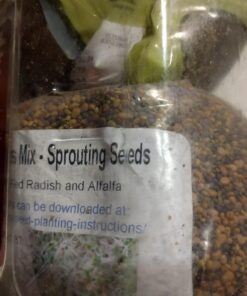 Mix - Sprouting Seeds
Red Radish and Alfalfa
can be downloaded at
-planting-instructions/